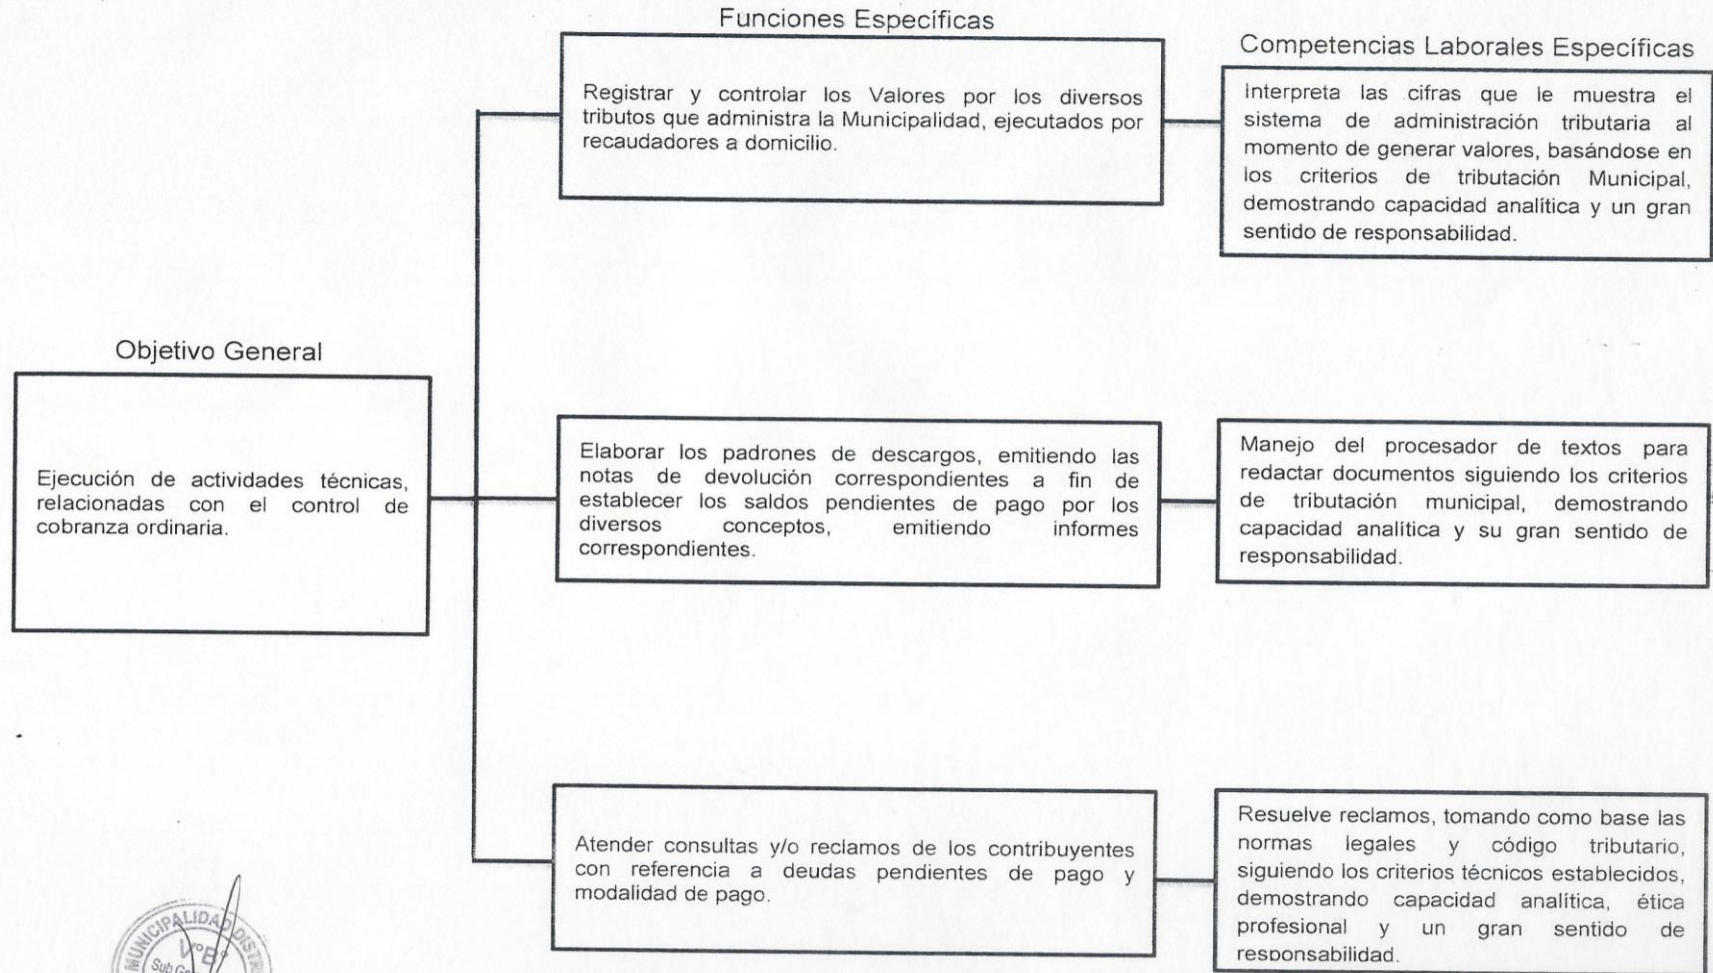 Funciones Específicas
Registrar y controlar los Valores por los diversos
tributos que administra la Municipalidad, ejecutados por
recaudadores a domicilio.
Competencias Laborales Específicas
Interpreta las cifras que le muestra el
sistema de administración tributaria al
momento de generar valores, basándose en
los criterios de tributación Municipal,
demostrando capacidad analítica y un gran
sentido de responsabilidad.
Objetivo General
Ejecución de actividades técnicas,
relacionadas con el control de
cobranza ordinaria.
Elaborar los padrones de descargos, emitiendo las
notas de devolución correspondientes a fin de
establecer los saldos pendientes de pago por los
diversos conceptos, emitiendo informes
correspondientes.
Manejo del procesador de textos para
redactar documentos siguiendo los criterios
de tributación municipal, demostrando
capacidad analítica y su gran sentido de
responsabilidad.
Atender consultas y/o reclamos de los contribuyentes
con referencia a deudas pendientes de pago y
modalidad de pago.
Resuelve reclamos, tomando como base las
normas legales y código tributario,
siguiendo los criterios técnicos establecidos,
demostrando capacidad analítica, ética
profesional y un gran sentido de
responsabilidad.
MUNICIPALIDAD
V°B°
Sub